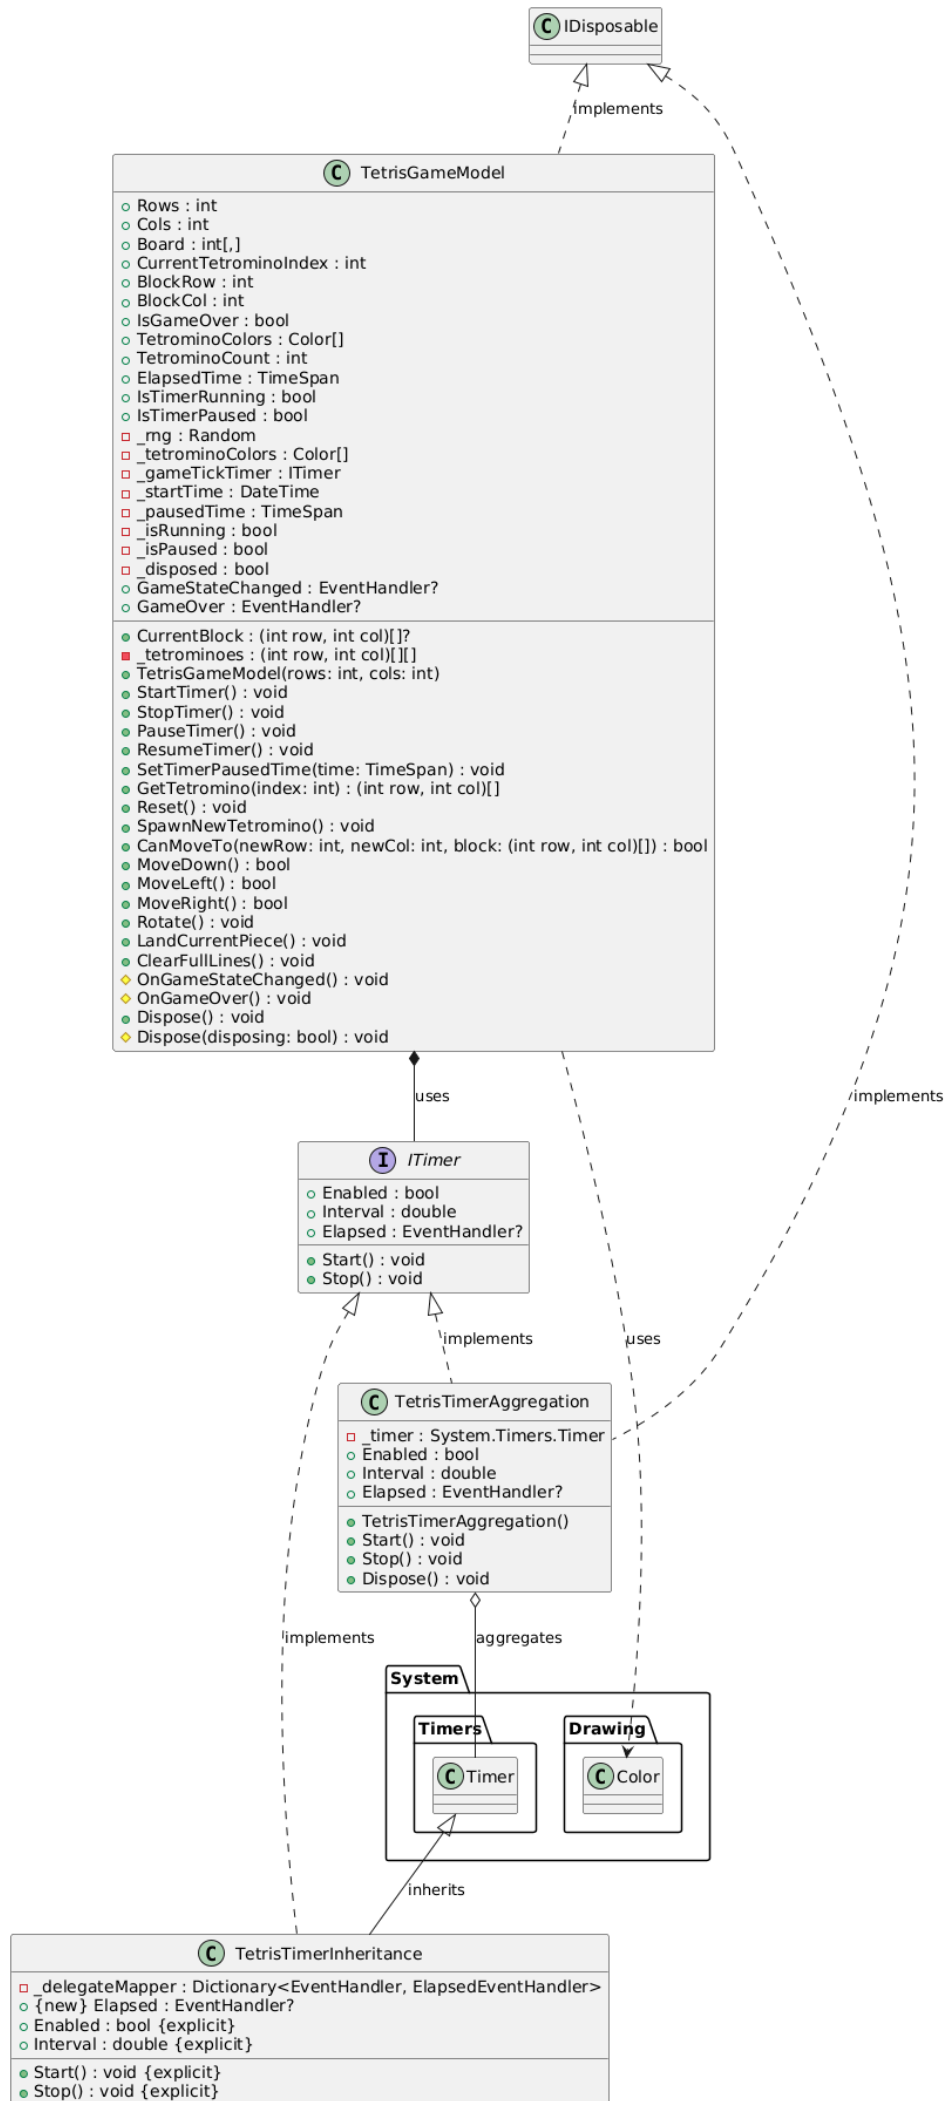 C IDisposable
implements
C TetrisGameModel
Rows : int
Cols : int
Board : int[,]
CurrentTetrominoIndex : int
BlockRow : int
BlockCol : int
IsGameOver : bool
TetrominoColors : Color[]
TetrominoCount : int
ElapsedTime : TimeSpan
IsTimerRunning : bool
IsTimerPaused : bool
_rng : Random
_tetrominoColors : Color[]
_gameTickTimer : ITimer
_startTime : DateTime
_pausedTime : TimeSpan
_isRunning : bool
_isPaused : bool
_disposed : bool
GameStateChanged : EventHandler?
GameOver : EventHandler?
CurrentBlock : (int row, int col)[]?
_tetrominoes : (int row, int col)[][]
TetrisGameModel(rows: int, cols: int)
StartTimer() : void
StopTimer() : void
PauseTimer() : void
ResumeTimer() : void
SetTimerPausedTime(time: TimeSpan) : void
GetTetromino(index: int) : (int row, int col)[]
Reset() : void
SpawnNewTetromino() : void
CanMoveTo(newRow: int, newCol: int, block: (int row, int col)[]) : bool
MoveDown() : bool
MoveLeft() : bool
MoveRight() : bool
Rotate() : void
LandCurrentPiece() : void
ClearFullLines() : void
OnGameStateChanged() : void
OnGameOver() : void
Dispose() : void
Dispose(disposing: bool) : void
uses
implements
I ITimer
Enabled : bool
Interval : double
Elapsed : EventHandler?
Start() : void
Stop() : void
implements
uses
C TetrisTimerAggregation
_timer : System.Timers.Timer
Enabled : bool
Interval : double
Elapsed : EventHandler?
TetrisTimerAggregation()
Start() : void
Stop() : void
Dispose() : void
implements
aggregates
System
Timers
Drawing
C Timer
C Color
inherits
C TetrisTimerInheritance
_delegateMapper : Dictionary<EventHandler, ElapsedEventHandler>
{new} Elapsed : EventHandler?
Enabled : bool {explicit}
Interval : double {explicit}
Start() : void {explicit}
Stop() : void {explicit}